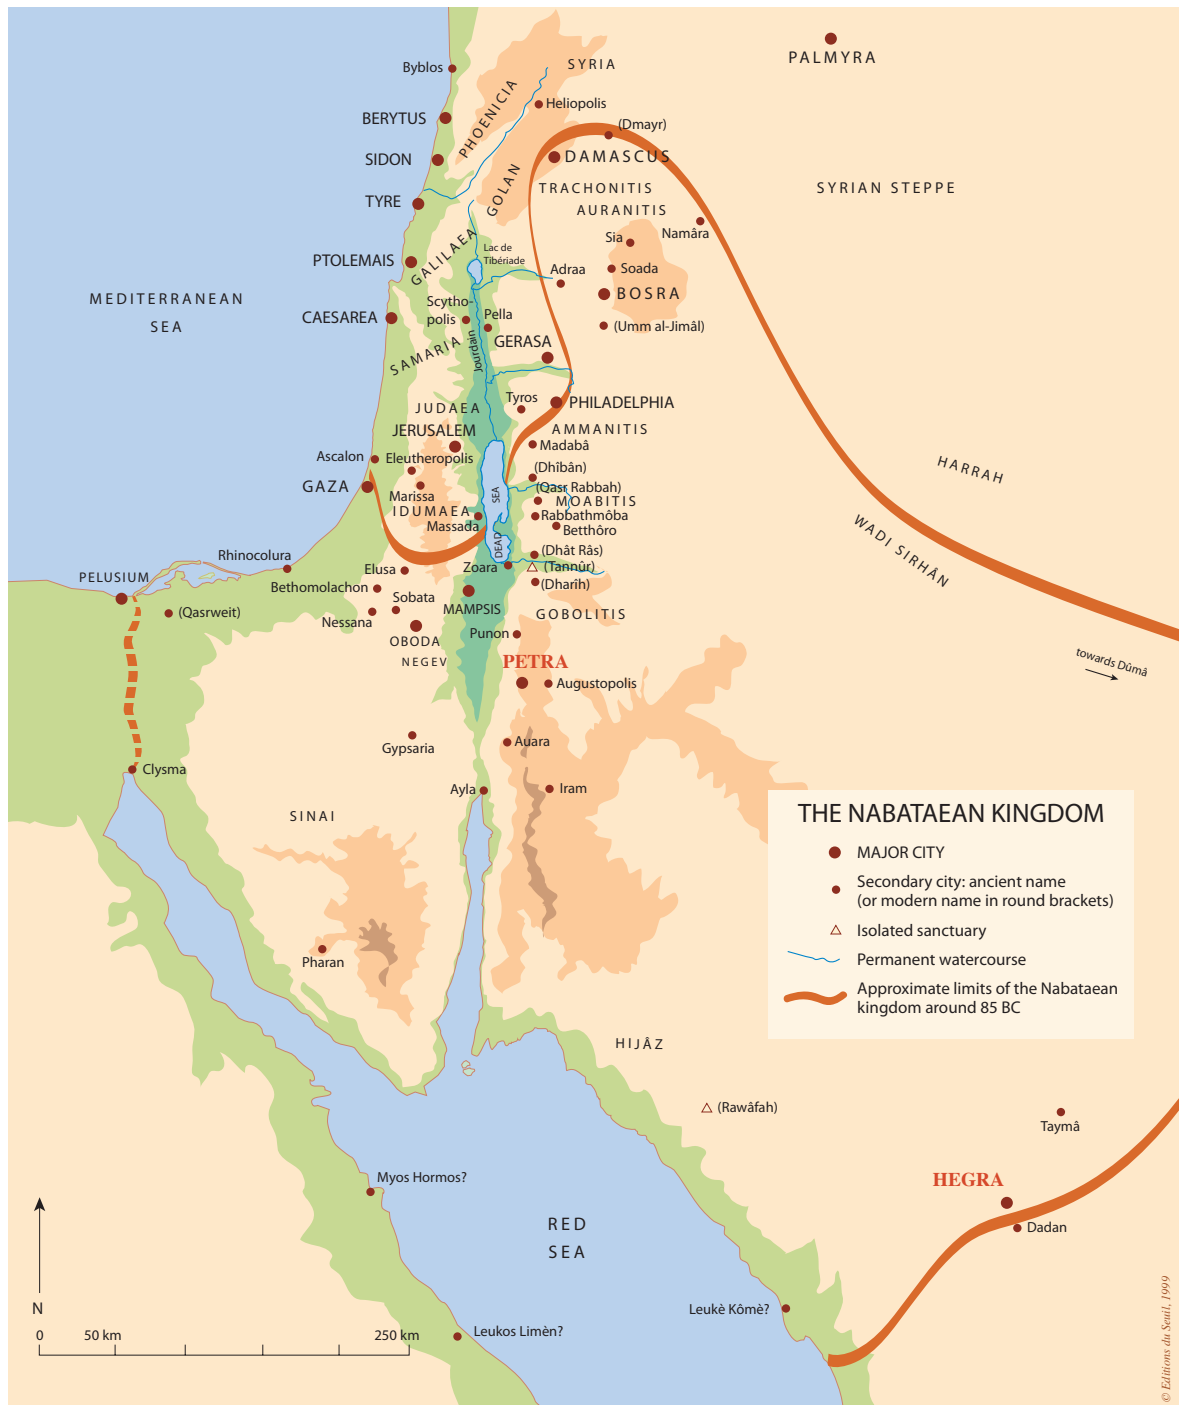 PALMYRA
SYRIA
Byblos
PHOENICIA
Heliopolis
BERYTUS
(Dmayr)
SIDON
DAMASCUS
GOLAN
TRACHONITIS
SYRIAN STEPPE
TYRE
AURANITIS
Namâra
Sia
GALILAEA
Lac de
Tibériade
PTOLEMAIS
Adraa
Soada
MEDITERRANEAN
SEA
BOSRA
Scytho-
polis
Pella
CAESAREA
(Umm al-Jimâl)
SAMARIA
Jourdain
GERASA
Tyros
PHILADELPHIA
JUDAEA
JERUSALEM
AMMANITIS
Madabâ
Ascalon
Eleutheropolis
(Dhîbân)
HARRAH
GAZA
Marissa
(Qasr Rabbah)
MOABITIS
IDUMAEA
Rabbathmôba
Massada
Betthôro
DEAD
SEA
WADI SIRHÂN
Rhinocolura
(Dhât Râs)
Elusa
Zoara
(Tannûr)
PELUSIUM
Bethomolachon
(Dharîh)
Sobata
MAMPSIS
(Qasrweit)
Nessana
GOBOLITIS
OBODA
Punon
NEGEV
PETRA
towards Dûmâ
Augustopolis
Gypsaria
Auara
Clysma
Ayla
Iram
SINAI
Pharan
THE NABATAEAN KINGDOM
MAJOR CITY
Secondary city: ancient name
(or modern name in round brackets)
Isolated sanctuary
Permanent watercourse
Approximate limits of the Nabataean
kingdom around 85 BC
HIJÂZ
(Rawâfah)
Taymâ
Myos Hormos?
HEGRA
RED
SEA
Dadan
Leukè Kômè?
N
0 50 km 250 km
Leukos Limèn?
© Editions du Seuil, 1999